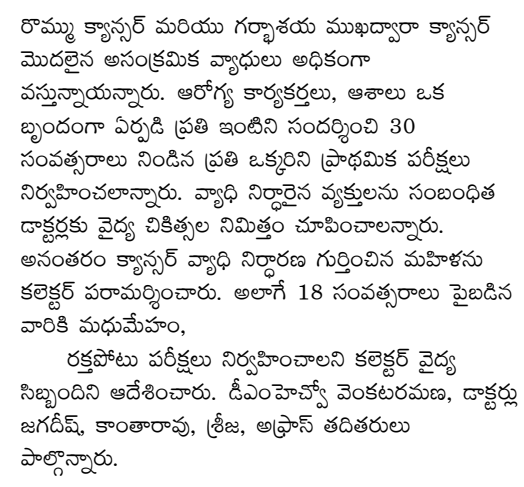 రొమ్ము క్యాన్సర్ మరియు గర్భాశయ ముఖద్వారా క్యాన్సర్
మొదలైన అసంక్రమిక వ్యాధులు అధికంగా
వస్తున్నాయన్నారు. ఆరోగ్య కార్యకర్తలు, ఆశాలు ఒక
బృందంగా ఏర్పడి ప్రతి ఇంటిని సందర్శించి 30
సంవత్సరాలు నిండిన ప్రతి ఒక్కరిని ప్రాథమిక పరీక్షలు
నిర్వహించలాన్నారు. వ్యాధి నిర్ధారైన వ్యక్తులను సంబంధిత
డాక్టర్లకు వైద్య చికిత్సల నిమిత్తం చూపించాలన్నారు.
అనంతరం క్యాన్సర్ వ్యాధి నిర్ధారణ గుర్తించిన మహిళను
కలెక్టర్ పరామర్శించారు. అలాగే 18 సంవత్సరాలు పైబడిన
వారికి మధుమేహం,
రక్తపోటు పరీక్షలు నిర్వహించాలని కలెక్టర్ వైద్య
సిబ్బందిని ఆదేశించారు. డీఎంహెచ్వో వెంకటరమణ, డాక్టర్లు
జగదీష్, కాంతారావు, శ్రీజ, అఫ్రాస్ తదితరులు
పాల్గొన్నారు.